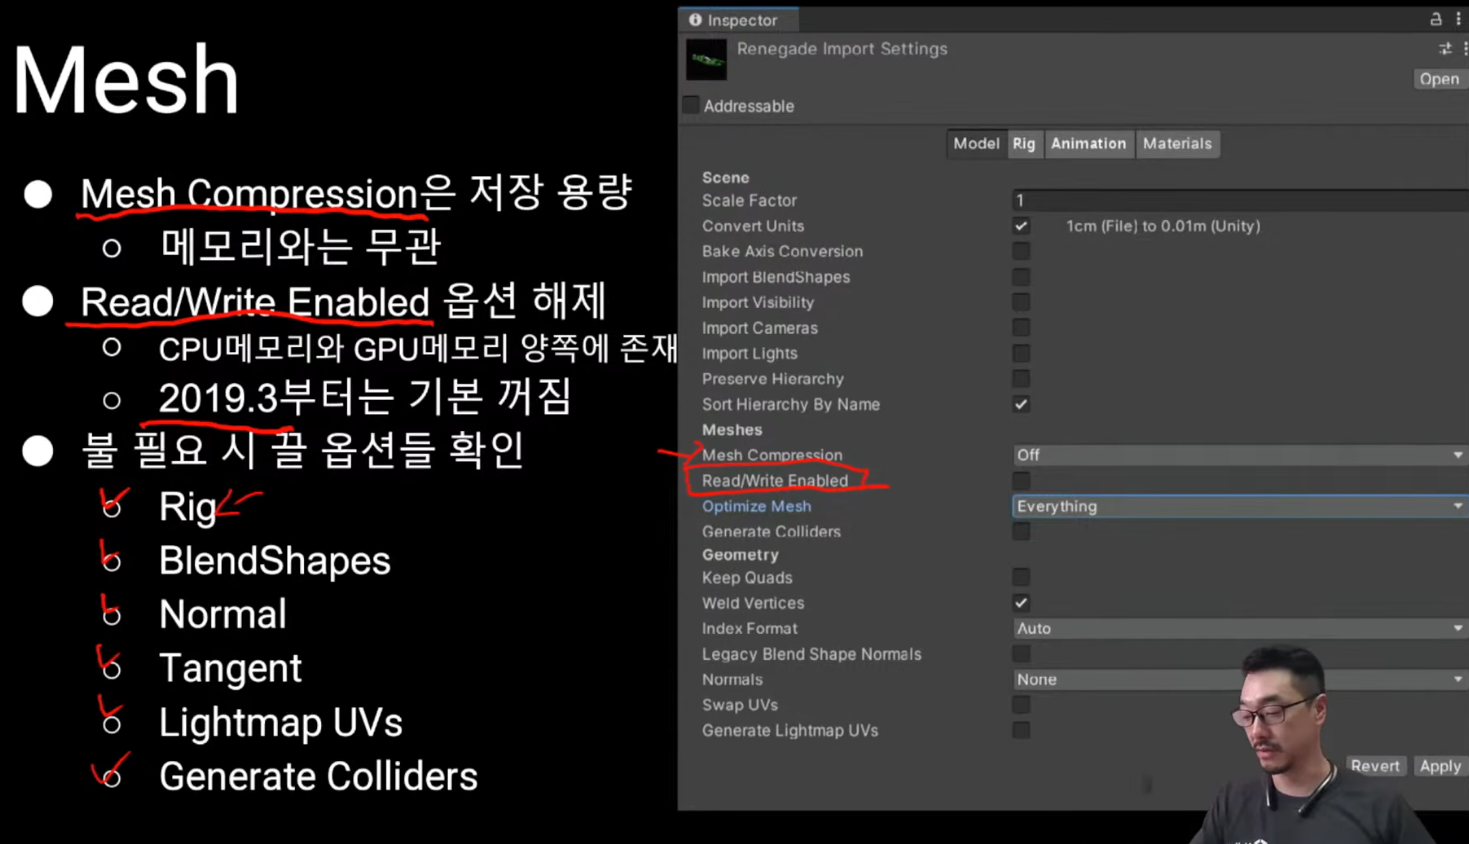 Mesh
Mesh Compression은 저장 용량
메모리와는 무관
Read/Write Enabled 옵션 해제
CPU메모리와 GPU메모리 양쪽에 존재
2019.3부터는 기본 꺼짐
불 필요 시 끌 옵션들 확인
Rig
BlendShapes
Normal
Tangent
Lightmap UVs
Generate Colliders
Inspector
Renegade Import Settings
Open
Addressable
Model Rig Animation Materials
Scene
Scale Factor 1
Convert Units 1cm (File) to 0.01m (Unity)
Bake Axis Conversion
Import BlendShapes
Import Visibility
Import Cameras
Import Lights
Preserve Hierarchy
Sort Hierarchy By Name
Meshes
Mesh Compression Off
Read/Write Enabled
Optimize Mesh Everything
Generate Colliders
Geometry
Keep Quads
Weld Vertices
Index Format Auto
Legacy Blend Shape Normals
Normals None
Swap UVs
Generate Lightmap UVs
Revert Apply